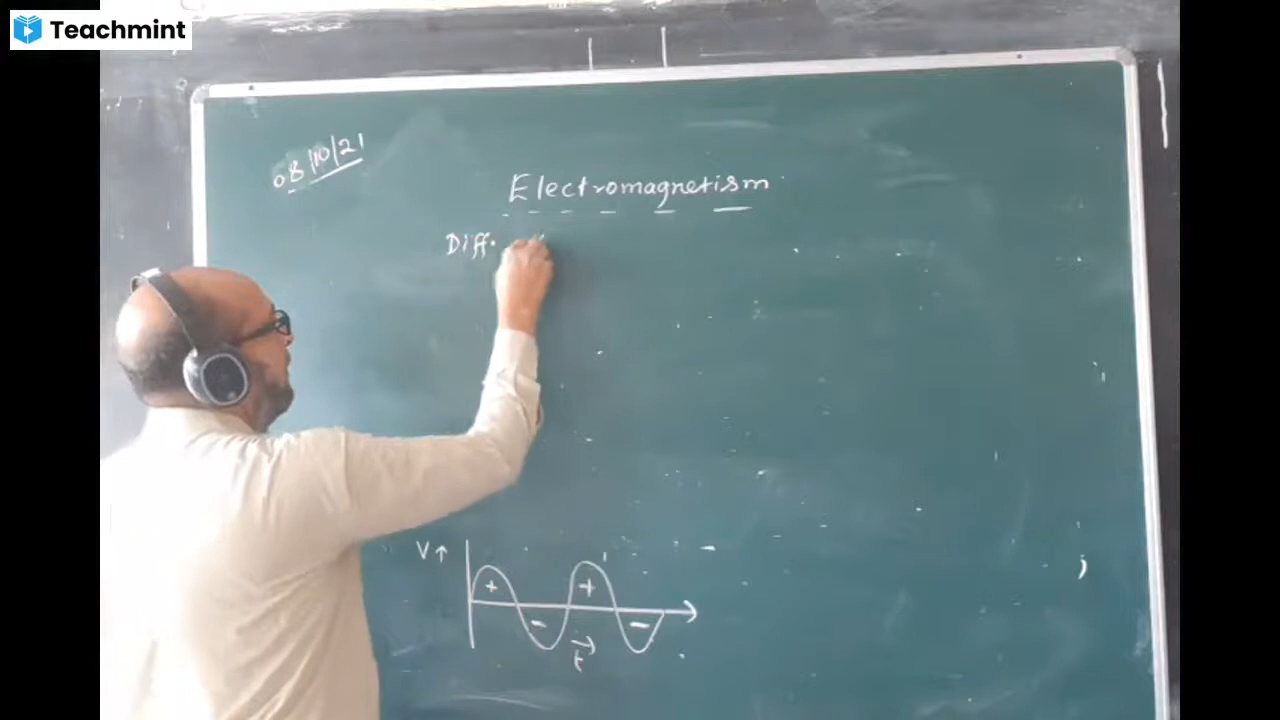 Teachmint
08/10/21
Electromagnetism
Diff.
V↑
+ +
- -
t